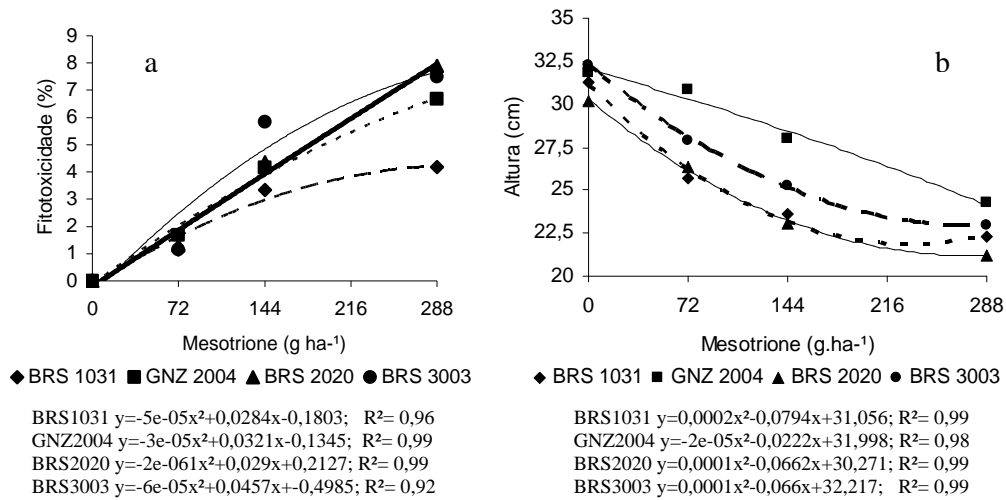 a
Fitotoxicidade (%)
8
7
6
5
4
3
2
1
0
0 72 144 216 288
Mesotrione (g ha-¹)
BRS 1031 GNZ 2004 BRS 2020 BRS 3003
BRS1031 y=-5e-05x²+0,0284x-0,1803; R²= 0,96
GNZ2004 y=-3e-05x²+0,0321x-0,1345; R²= 0,99
BRS2020 y=-2e-061x²+0,029x+0,2127; R²= 0,99
BRS3003 y=-6e-05x²+0,0457x+-0,4985; R²= 0,92
b
Altura (cm)
35
32,5
30
27,5
25
22,5
20
0 72 144 216 288
Mesotrione (g.ha-¹)
BRS 1031 GNZ 2004 BRS 2020 BRS 3003
BRS1031 y=0,0002x²-0,0794x+31,056; R²= 0,99
GNZ2004 y=-2e-05x²-0,0222x+31,998; R²= 0,98
BRS2020 y=0,0001x²-0,0662x+30,271; R²= 0,99
BRS3003 y=0,0001x²-0,066x+32,217; R²= 0,99